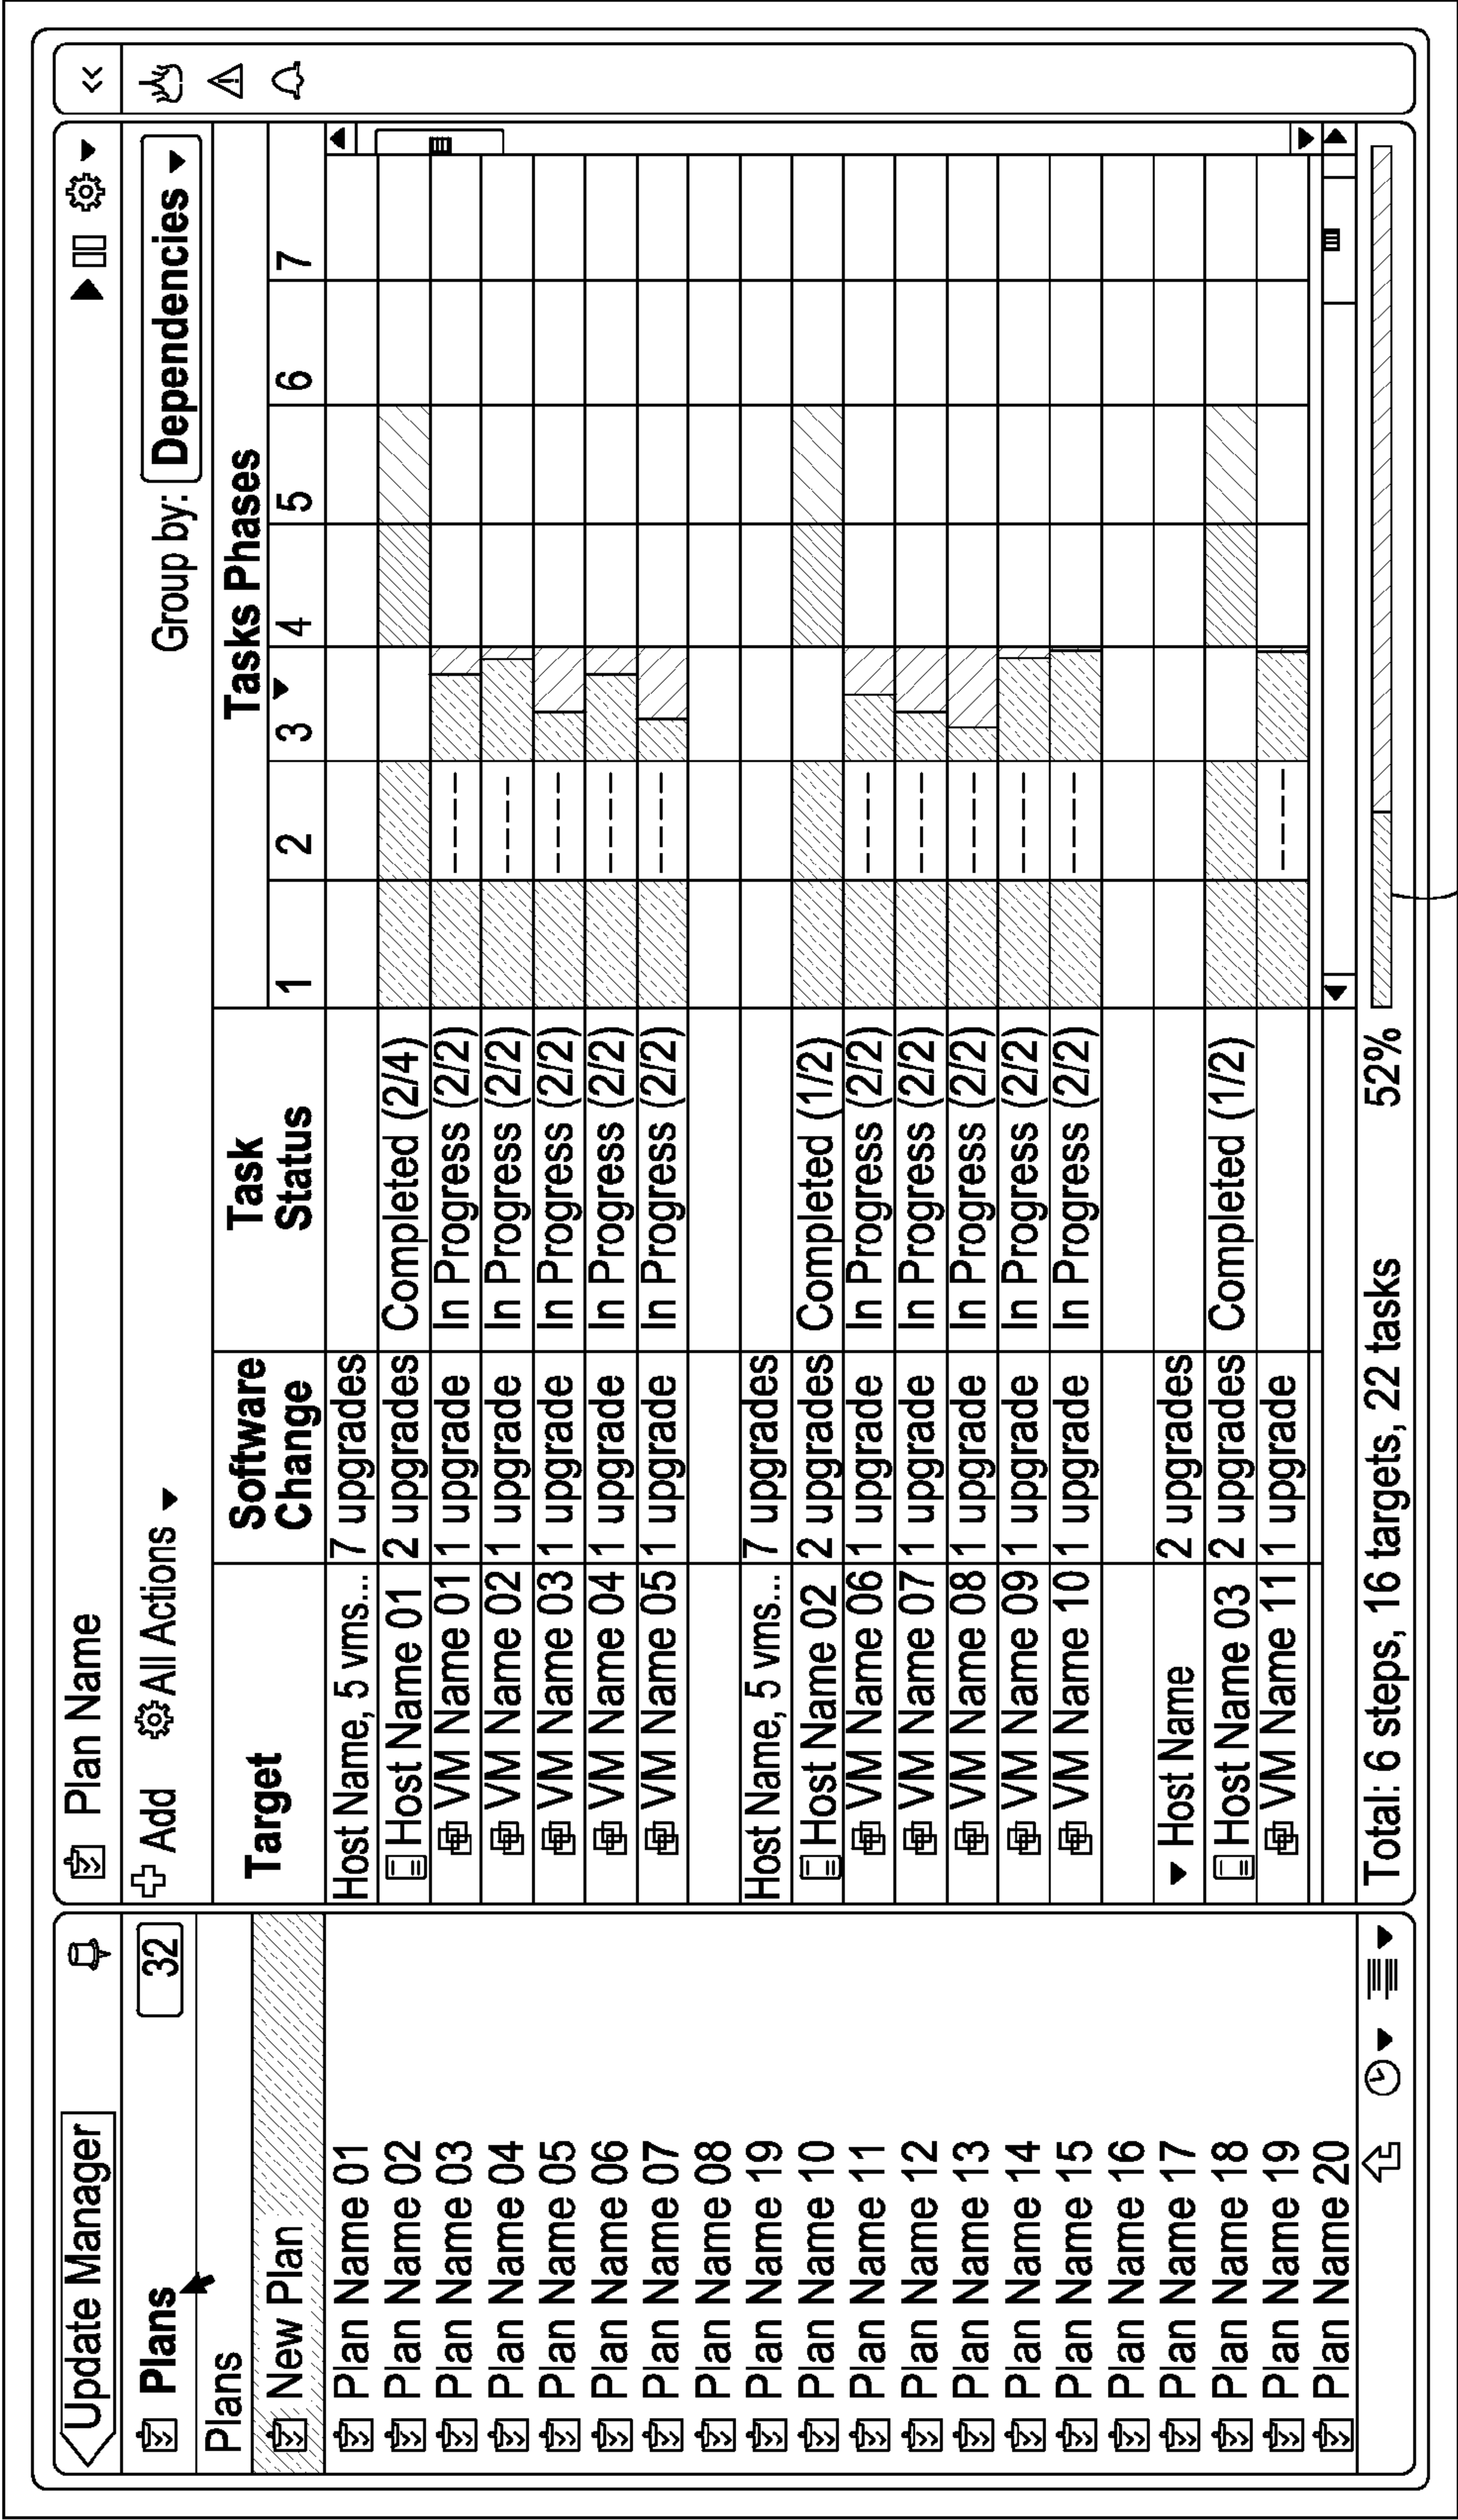 Update Manager
Plans 32
Plans
New Plan
Plan Name 01
Plan Name 02
Plan Name 03
Plan Name 04
Plan Name 05
Plan Name 06
Plan Name 07
Plan Name 08
Plan Name 19
Plan Name 10
Plan Name 11
Plan Name 12
Plan Name 13
Plan Name 14
Plan Name 15
Plan Name 16
Plan Name 17
Plan Name 18
Plan Name 19
Plan Name 20
Plan Name
Add All Actions Group by: Dependencies
Target Software Change Task Status Tasks Phases
1 2 3 4 5 6 7
Host Name, 5 vms... 7 upgrades
Host Name 01 2 upgrades Completed (2/4)
VM Name 01 1 upgrade In Progress (2/2)
VM Name 02 1 upgrade In Progress (2/2)
VM Name 03 1 upgrade In Progress (2/2)
VM Name 04 1 upgrade In Progress (2/2)
VM Name 05 1 upgrade In Progress (2/2)
Host Name, 5 vms... 7 upgrades
Host Name 02 2 upgrades Completed (1/2)
VM Name 06 1 upgrade In Progress (2/2)
VM Name 07 1 upgrade In Progress (2/2)
VM Name 08 1 upgrade In Progress (2/2)
VM Name 09 1 upgrade In Progress (2/2)
VM Name 10 1 upgrade In Progress (2/2)
Host Name 2 upgrades
Host Name 03 2 upgrades Completed (1/2)
VM Name 11 1 upgrade
Total: 6 steps, 16 targets, 22 tasks 52%